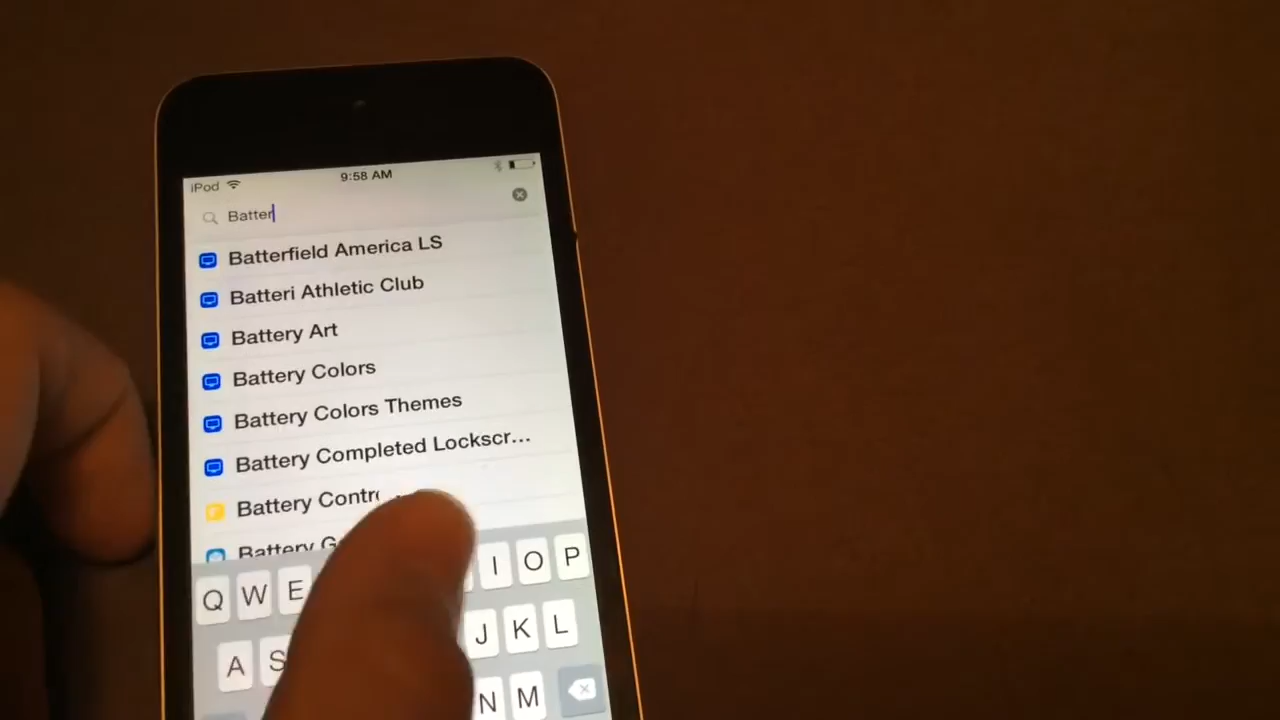 iPod 9:58 AM
Batter
Batterfield America LS
Batteri Athletic Club
Battery Art
Battery Colors
Battery Colors Themes
Battery Completed Lockscr...
Battery
Battery
Q W E I O P
A S J K L
N M